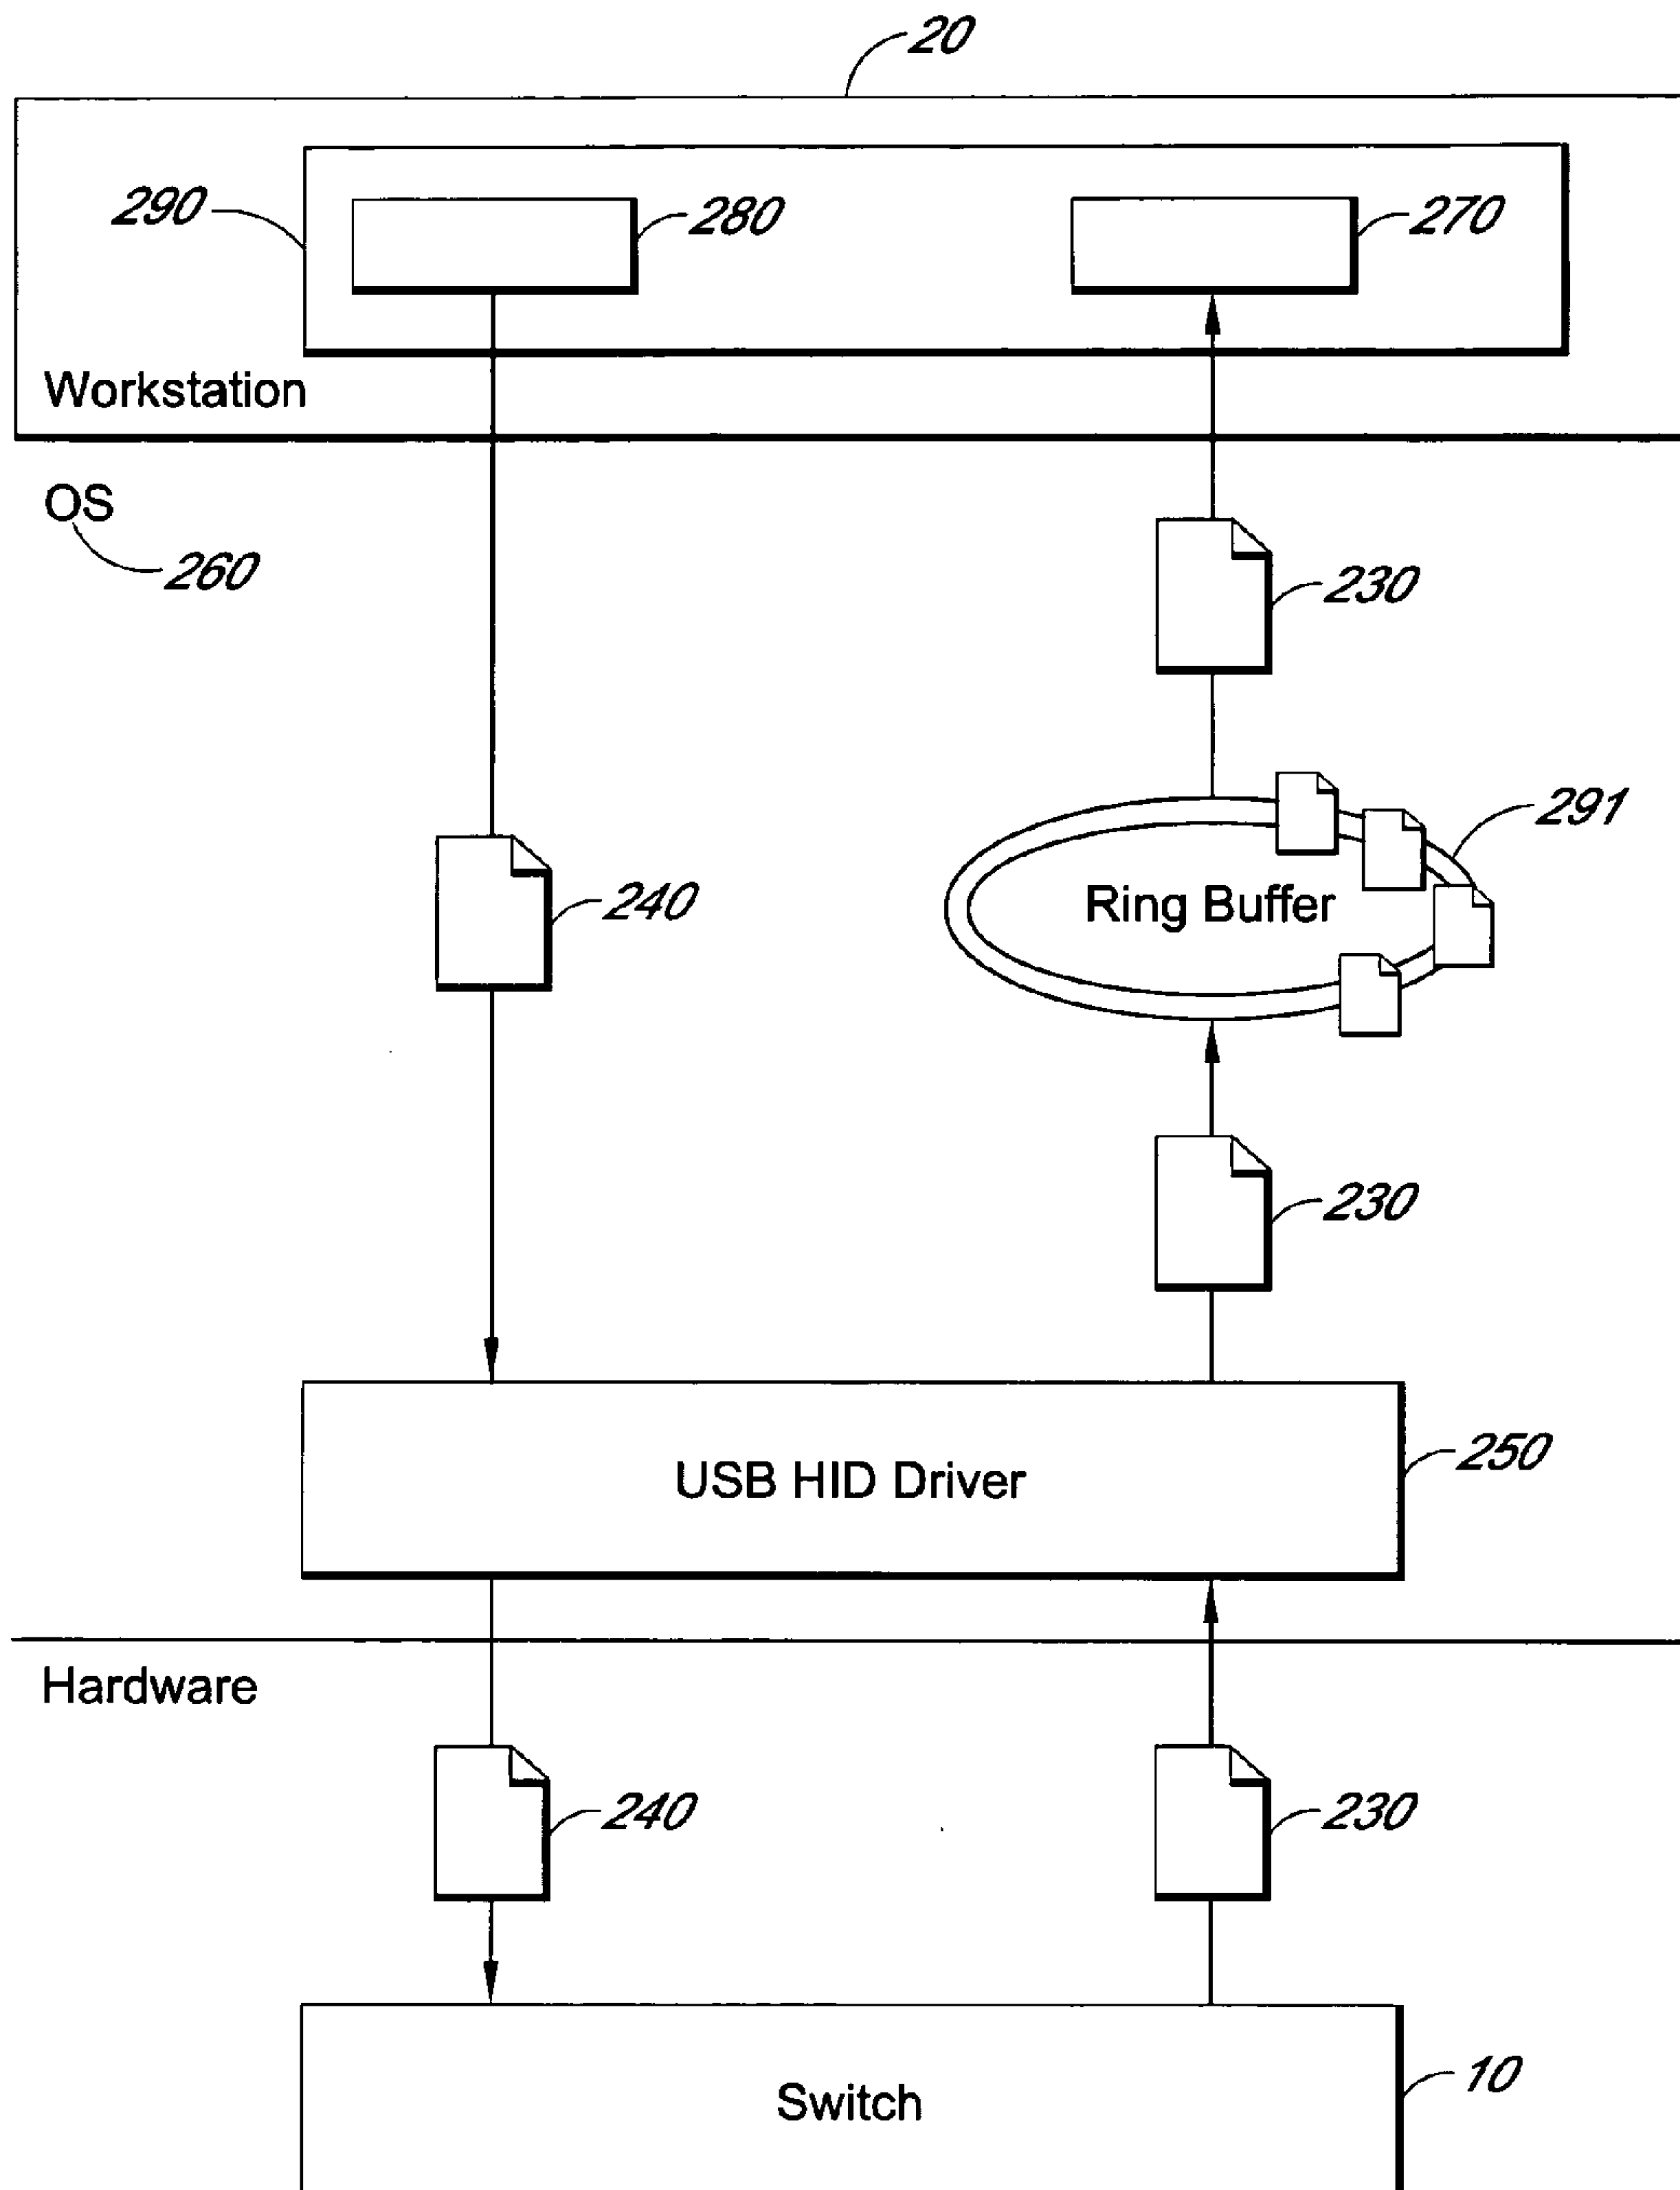 20
290
280
270
Workstation
OS
260
230
291
Ring Buffer
240
230
250
USB HID Driver
Hardware
240
230
10
Switch